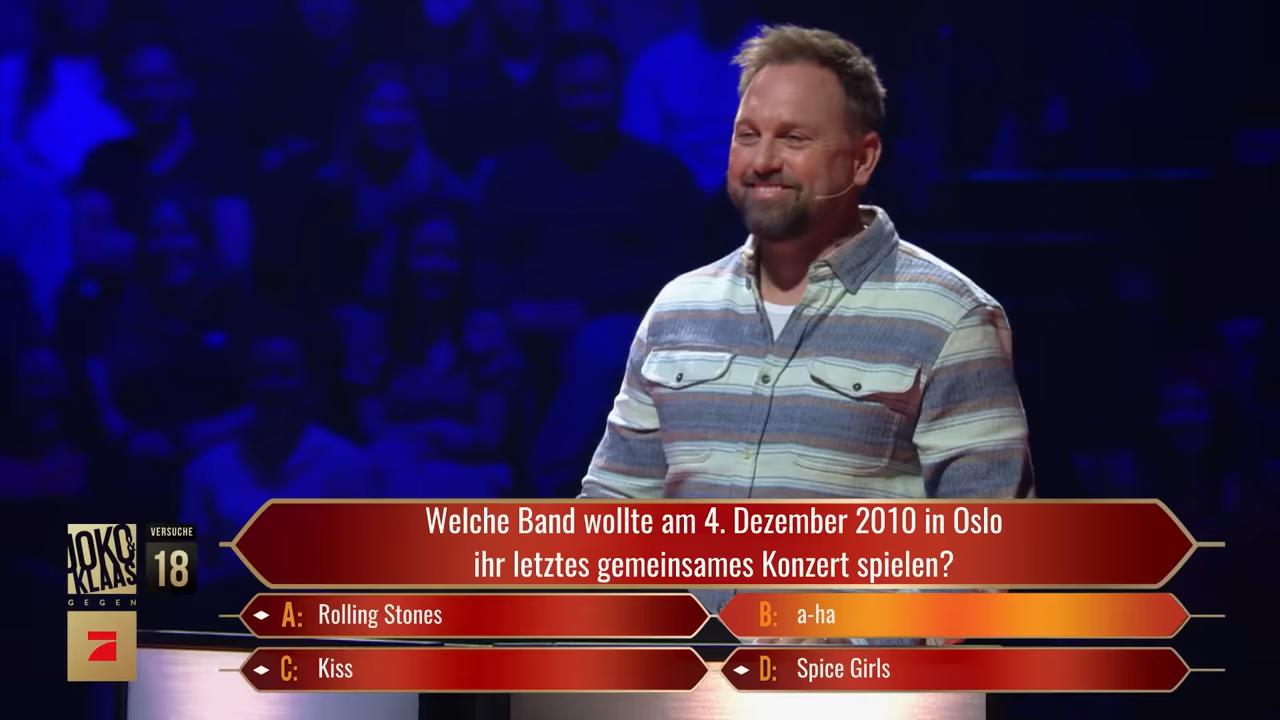 Welche Band wollte am 4. Dezember 2010 in Oslo
ihr letztes gemeinsames Konzert spielen?
JOKO &
KLAAS
GEGEN
VERSUCHE
18
A: Rolling Stones
B: a-ha
C: Kiss
D: Spice Girls